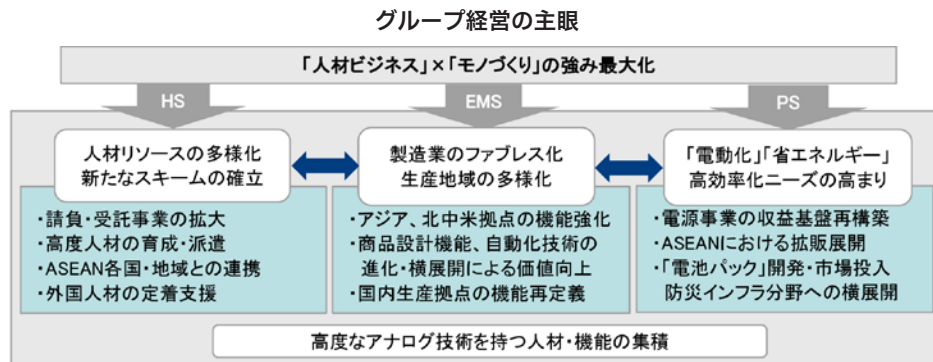 グループ経営の主眼
「人材ビジネス」×「モノづくり」の強み最大化
HS
EMS
PS
人材リソースの多様化
新たなスキームの確立
製造業のファブレス化
生産地域の多様化
「電動化」「省エネルギー」
高効率化ニーズの高まり
・請負・受託事業の拡大
・高度人材の育成・派遣
・ASEAN各国・地域との連携
・外国人材の定着支援
・アジア、北中米拠点の機能強化
・商品設計機能、自動化技術の
進化・横展開による価値向上
・国内生産拠点の機能再定義
・電源事業の収益基盤再構築
・ASEANにおける拡販展開
・「電池パック」開発・市場投入
防災インフラ分野への横展開
高度なアナログ技術を持つ人材・機能の集積